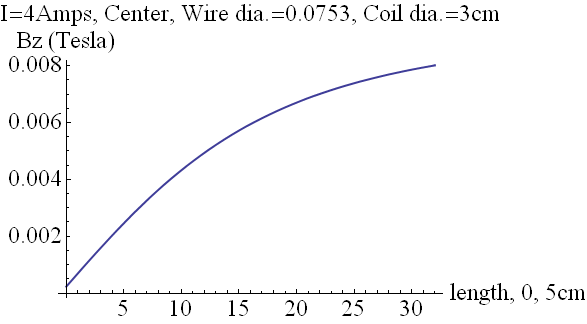 I=4Amps, Center, Wire dia.=0.0753, Coil dia.=3cm
Bz (Tesla)
0.008
0.006
0.004
0.002
5 10 15 20 25 30
length, 0, 5cm